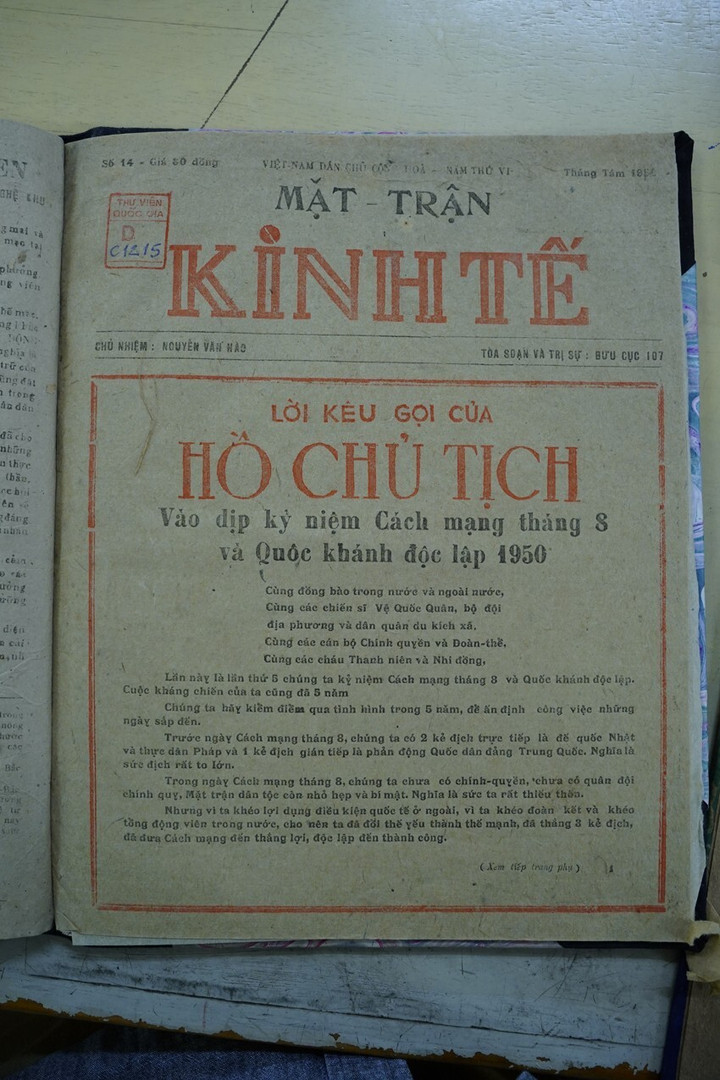 Số 14 - Giá 80 đồng
VIỆT-NAM DÂN CHỦ CỘNG HOÀ - NĂM THỨ VI
Tháng Tám 1950
MẶT - TRẬN
THƯ VIỆN
QUỐC GIA
D
C1215
KINH TẾ
CHỦ NHIỆM : NGUYỄN VĂN HÀO
TÒA SOẠN VÀ TRỊ SỰ : BƯU CỤC 107
LỜI KÊU GỌI CỦA
HỒ CHỦ TỊCH
Vào dịp kỷ niệm Cách mạng tháng 8
và Quốc khánh độc lập 1950
Cùng đồng bào trong nước và ngoài nước,
Cùng các chiến sĩ Vệ Quốc Quân, bộ đội
địa phương và dân quân du kích xã,
Cùng các cán bộ Chính quyền và Đoàn-thể,
Cùng các cháu Thanh niên và Nhi đồng,
Lần này là lần thứ 5 chúng ta kỷ niệm Cách mạng tháng 8 và Quốc khánh độc lập.
Cuộc kháng chiến của ta cũng đã 5 năm
Chúng ta hãy kiểm điểm qua tình hình trong 5 năm, để ấn định công việc những
ngày sắp đến.
Trước ngày Cách mạng tháng 8, chúng ta có 2 kẻ địch trực tiếp là đế quốc Nhật
và thực dân Pháp và 1 kẻ địch gián tiếp là phản động Quốc dân đảng Trung Quốc. Nghĩa là
sức địch rất to lớn.
Trong ngày Cách mạng tháng 8, chúng ta chưa có chính-quyền, chưa có quân đội
chính quy, Mặt trận dân tộc còn nhỏ hẹp và bí mật. Nghĩa là sức ta rất thiếu thốn.
Nhưng vì ta khéo lợi dụng điều kiện quốc tế ở ngoài, vì ta khéo đoàn kết và khéo
tổng động viên trong nước, cho nên ta đã đổi thế yếu thành thế mạnh, đã thắng 3 kẻ địch,
đã đưa Cách mạng đến thắng lợi, độc lập đến thành công.
( Xem tiếp trang phụ )
1